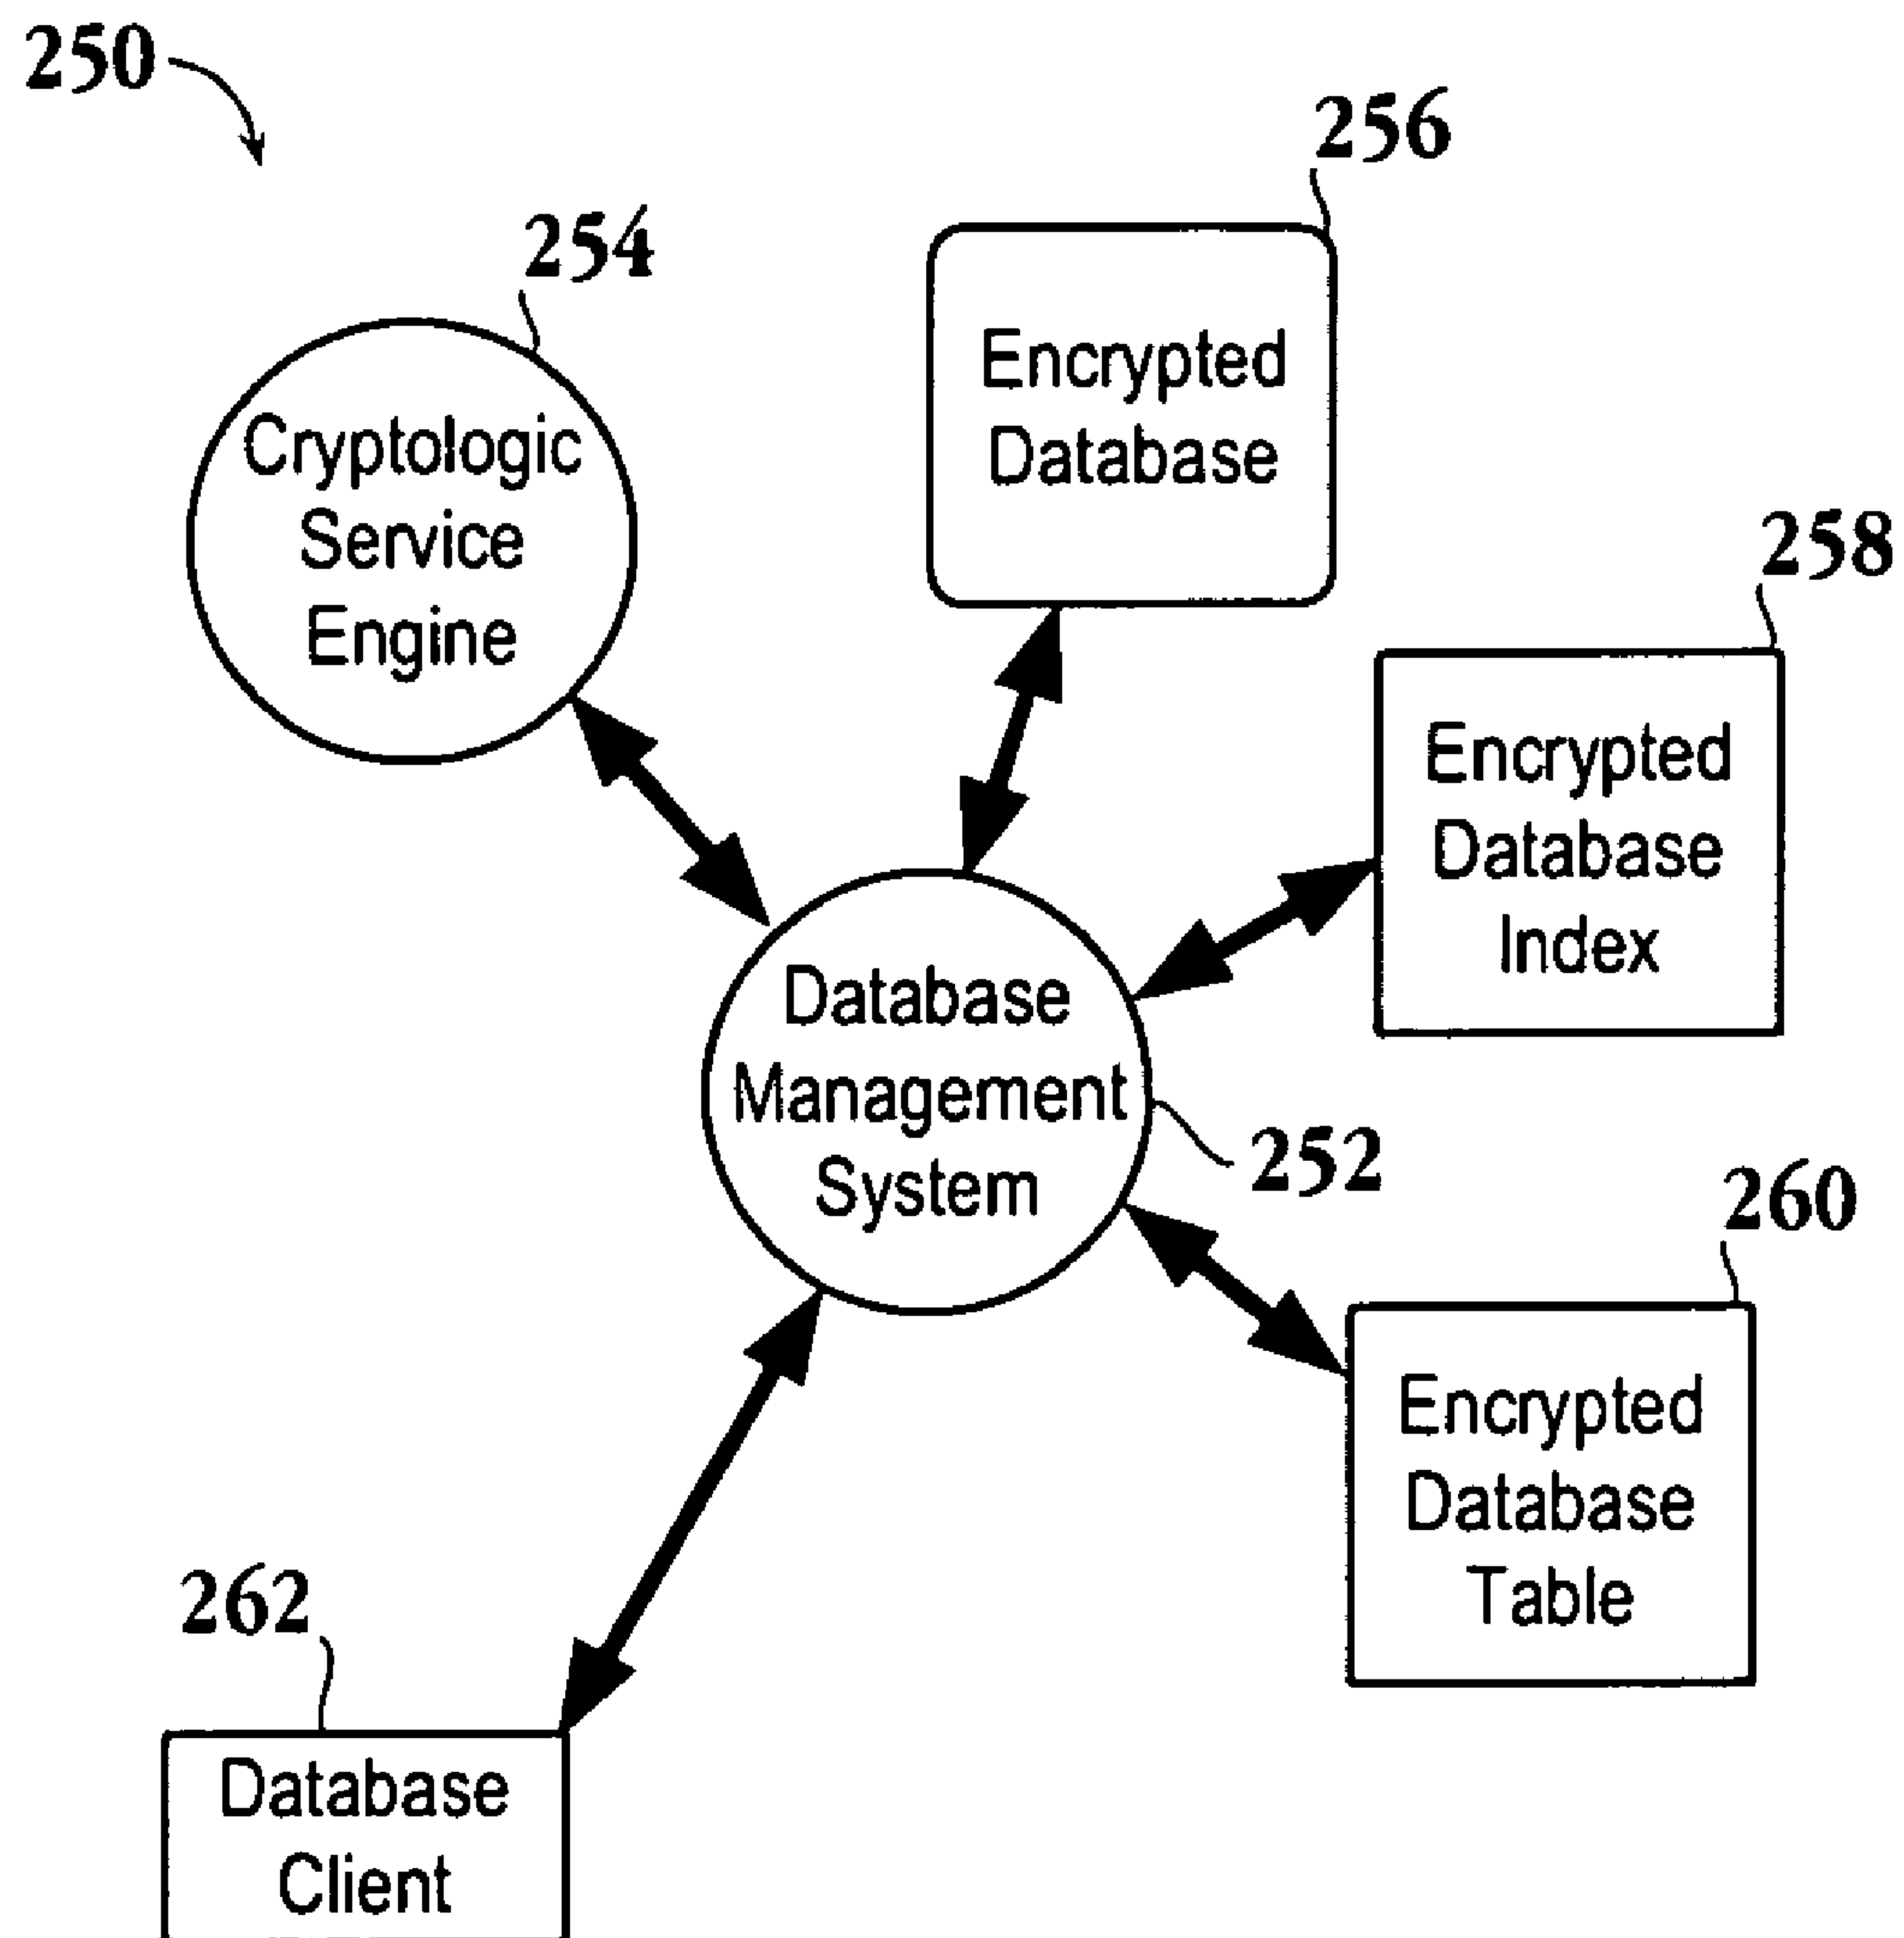 250
256
254
Encrypted
Database
258
Cryptologic
Service
Engine
Encrypted
Database
Index
Database
Management
System
252
260
Encrypted
Database
Table
262
Database
Client